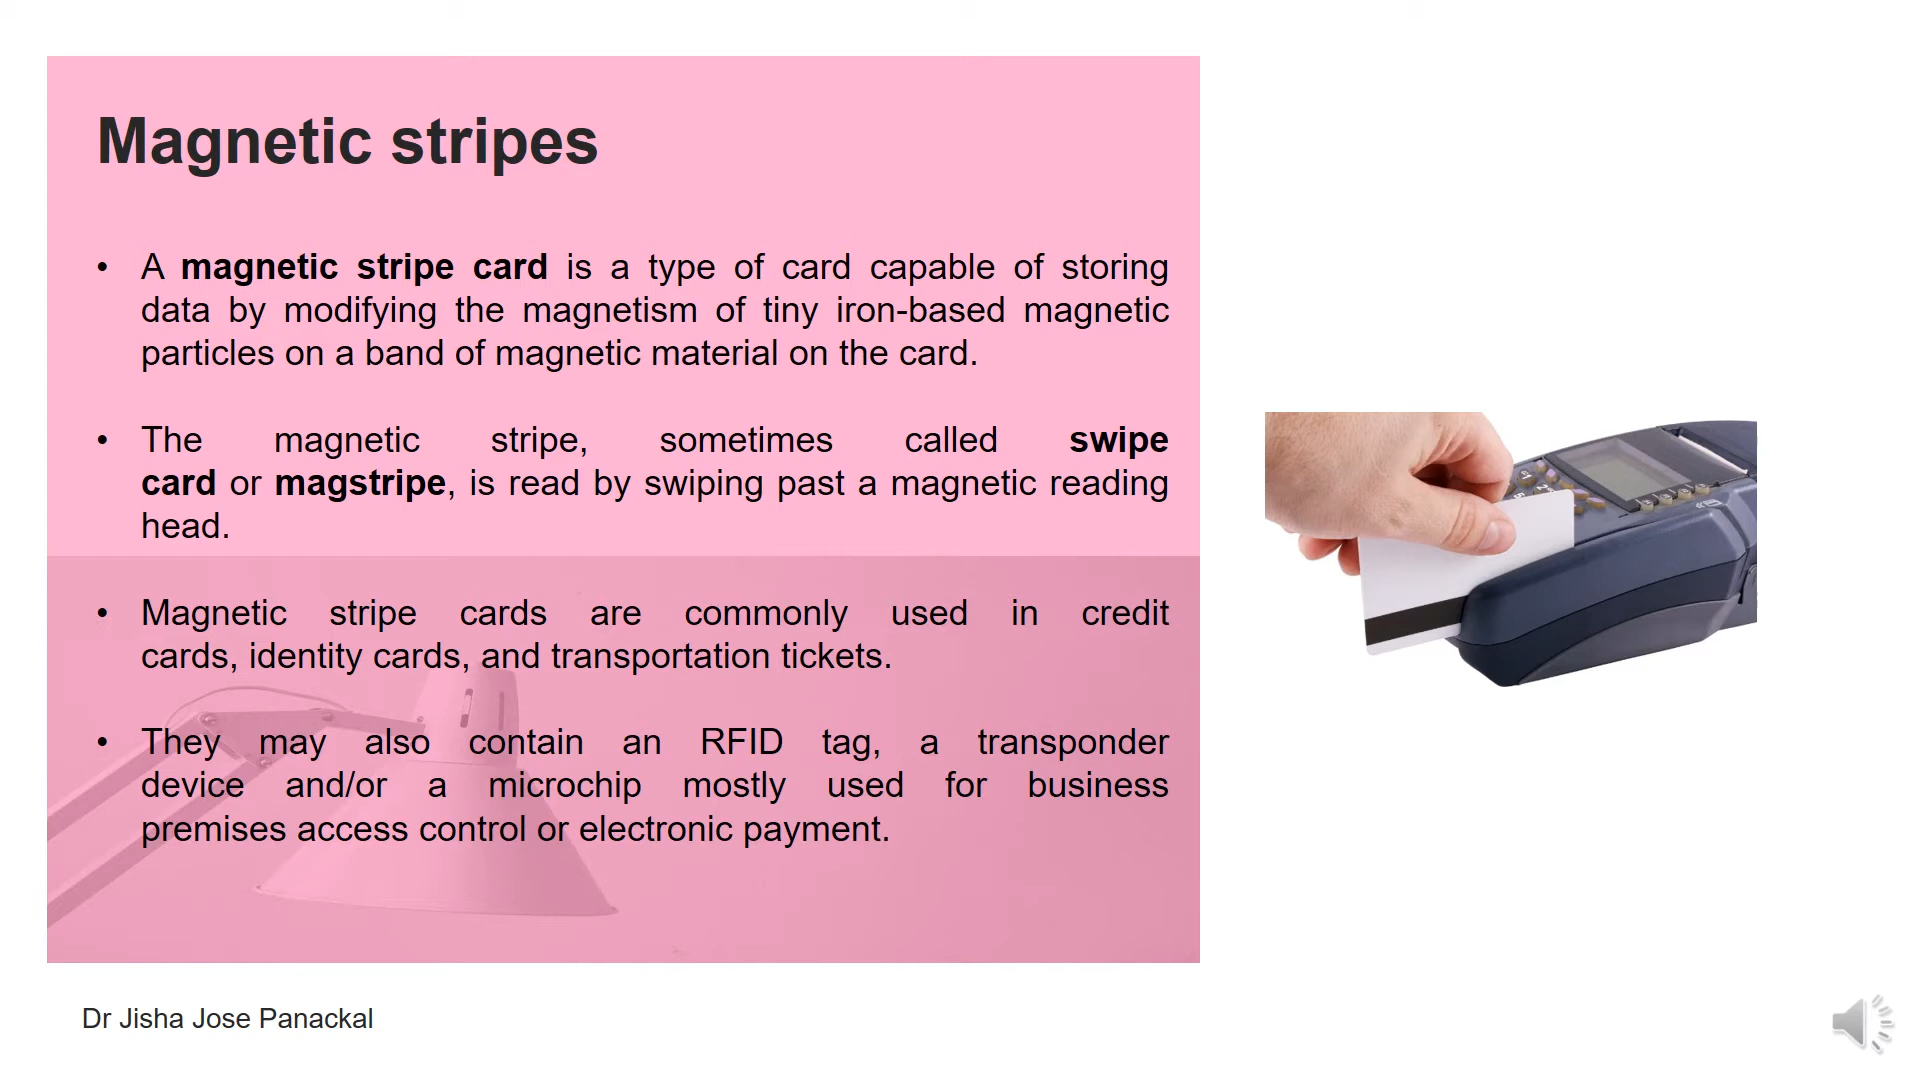 Magnetic stripes
• A magnetic stripe card is a type of card capable of storing
data by modifying the magnetism of tiny iron-based magnetic
particles on a band of magnetic material on the card.
• The magnetic stripe, sometimes called swipe
card or magstripe, is read by swiping past a magnetic reading
head.
• Magnetic stripe cards are commonly used in credit
cards, identity cards, and transportation tickets.
• They may also contain an RFID tag, a transponder
device and/or a microchip mostly used for business
premises access control or electronic payment.
Dr Jisha Jose Panackal